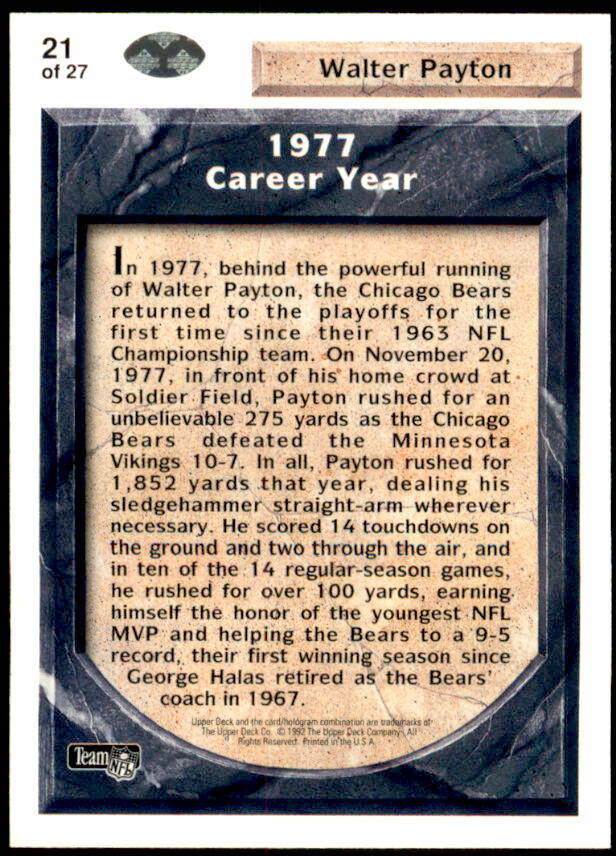 21
of 27
Walter Payton
1977
Career Year
In 1977, behind the powerful running
of Walter Payton, the Chicago Bears
returned to the playoffs for the
first time since their 1963 NFL
Championship team. On November 20,
1977, in front of his home crowd at
Soldier Field, Payton rushed for an
unbelievable 275 yards as the Chicago
Bears defeated the Minnesota
Vikings 10-7. In all, Payton rushed for
1,852 yards that year, dealing his
sledgehammer straight-arm wherever
necessary. He scored 14 touchdowns on
the ground and two through the air, and
in ten of the 14 regular-season games,
he rushed for over 100 yards, earning
himself the honor of the youngest NFL
MVP and helping the Bears to a 9-5
record, their first winning season since
George Halas retired as the Bears'
coach in 1967.
Upper Deck and the card/hologram combination are trademarks of
The Upper Deck Co. © 1992 The Upper Deck Company. All
Rights Reserved. Printed in the U.S.A.
Team NFL